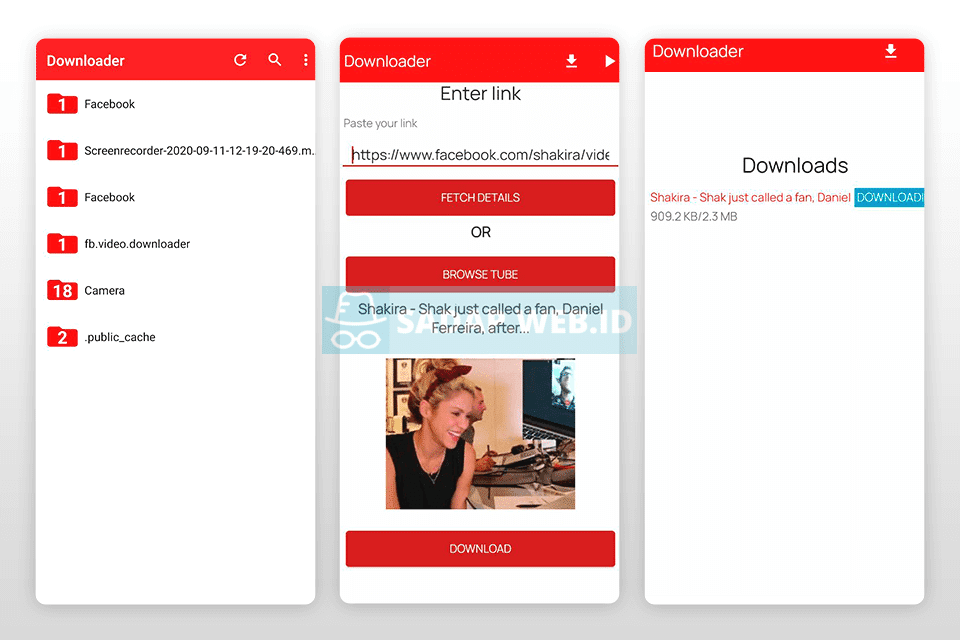 Downloader
1 Facebook
1 Screenrecorder-2020-09-11-12-19-20-469.m..
1 Facebook
1 fb.video.downloader
18 Camera
2 .public_cache
Downloader
Enter link
Paste your link
https://www.facebook.com/shakira/vide
FETCH DETAILS
OR
BROWSE TUBE
Shakira - Shak just called a fan, Daniel
Ferreira, after...
SADAP.WEB.ID
DOWNLOAD
Downloader
Downloads
Shakira - Shak just called a fan, Daniel DOWNLOADI
909.2 KB/2.3 MB